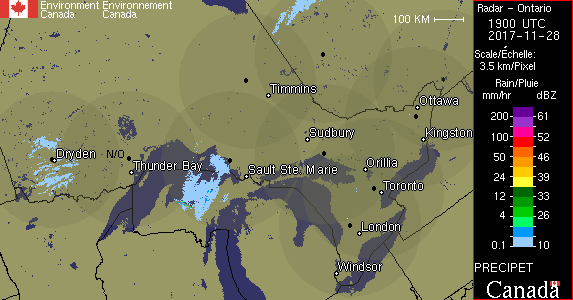 Environment Environnement
Canada Canada
100 KM
Timmins
Ottawa
Sudbury
Kingston
Dryden
N/O
Thunder Bay
Sault Ste. Marie
Orillia
Toronto
London
Windsor
Radar - Ontario
1900 UTC
2017-11-28
Scale/Échelle:
3.5 km/Pixel
Rain/Pluie
mm/hr dBZ
200 61
100 52
50 46
24 39
12 33
4 26
0.1 10
PRECIPET
Canada